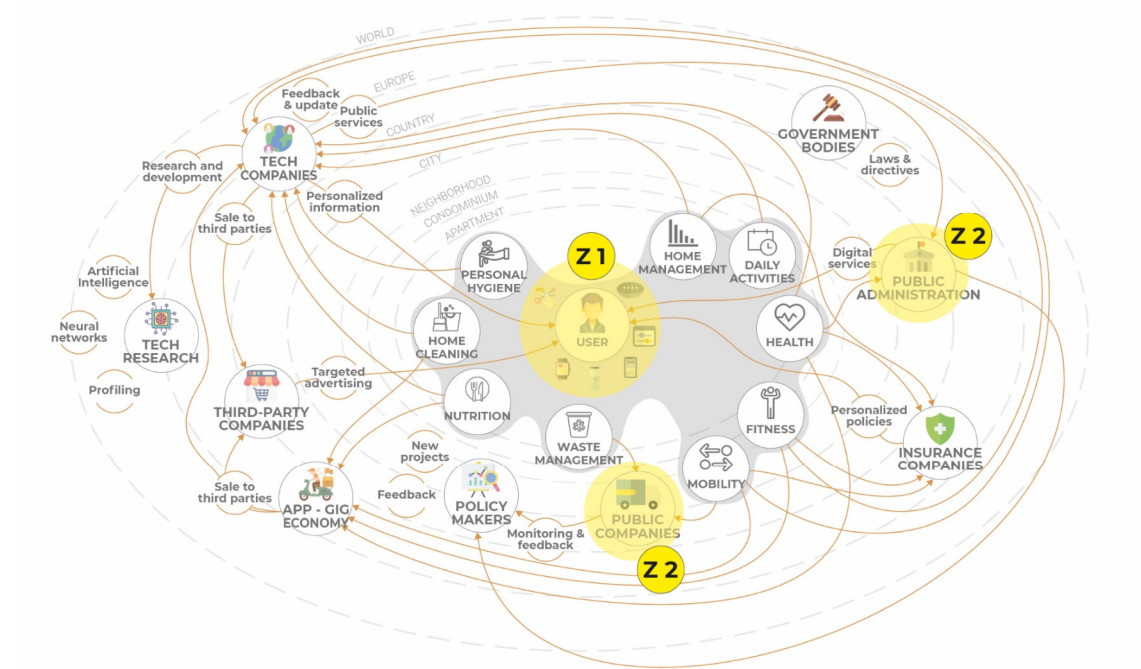 WORLD
EUROPE
COUNTRY
CITY
NEIGHBORHOOD
CONDOMINIUM
APARTMENT
Feedback
& update
Public
services
TECH
COMPANIES
GOVERNMENT
BODIES
Laws &
directives
Research and
development
Personalized
information
Sale to
third parties
Z 1
Z 2
HOME
MANAGEMENT
DAILY
ACTIVITIES
Digital
services
PUBLIC
ADMINISTRATION
PERSONAL
HYGIENE
Artificial
Intelligence
Neural
networks
TECH
RESEARCH
Profiling
HOME
CLEANING
USER
HEALTH
Targeted
advertising
THIRD-PARTY
COMPANIES
NUTRITION
FITNESS
Personalized
policies
INSURANCE
COMPANIES
WASTE
MANAGEMENT
MOBILITY
New
projects
Sale to
third parties
APP - GIG
ECONOMY
Feedback
POLICY
MAKERS
Monitoring &
feedback
PUBLIC
COMPANIES
Z 2